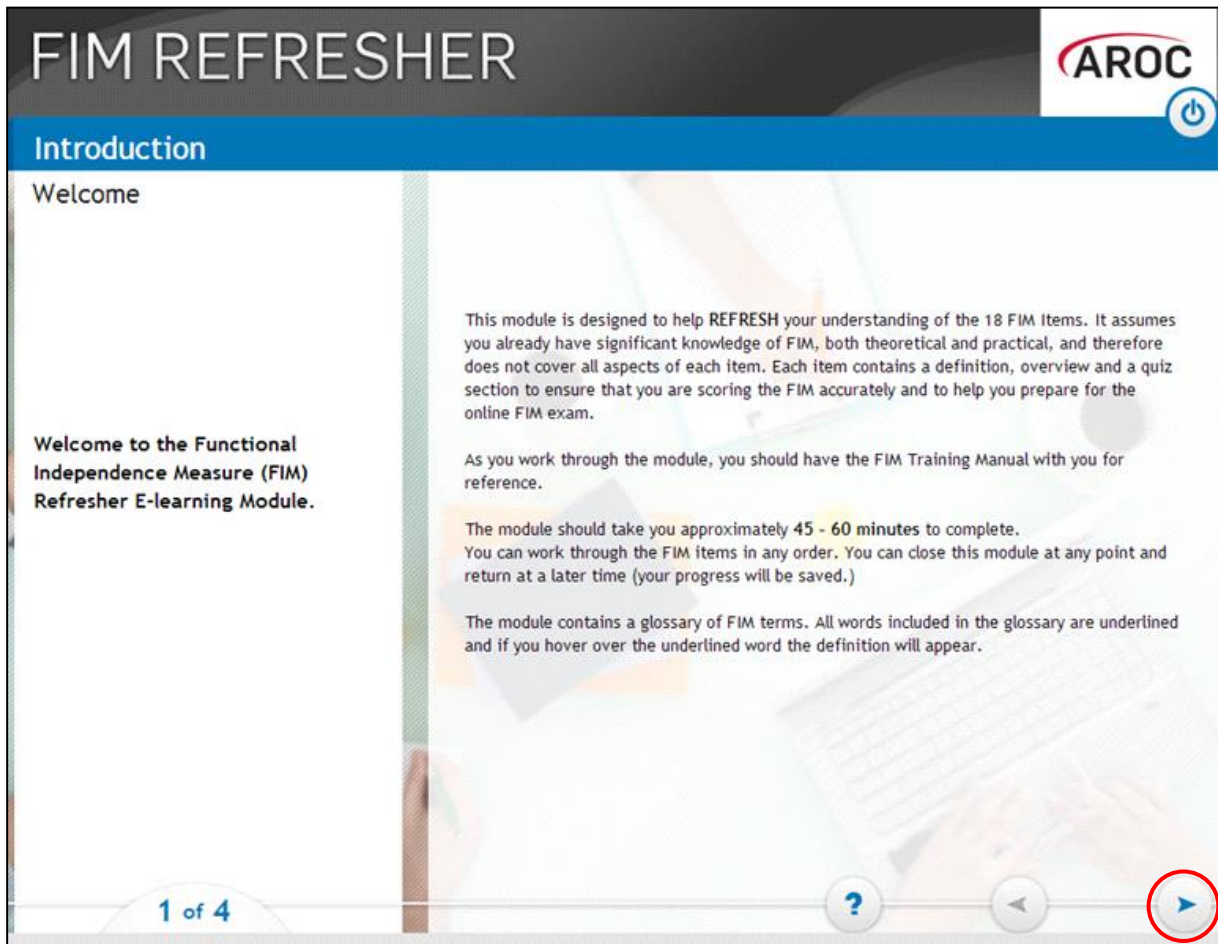 FIM REFRESHER
AROC
Introduction
Welcome
Welcome to the Functional
Independence Measure (FIM)
Refresher E-learning Module.
This module is designed to help REFRESH your understanding of the 18 FIM Items. It assumes
you already have significant knowledge of FIM, both theoretical and practical, and therefore
does not cover all aspects of each item. Each item contains a definition, overview and a quiz
section to ensure that you are scoring the FIM accurately and to help you prepare for the
online FIM exam.
As you work through the module, you should have the FIM Training Manual with you for
reference.
The module should take you approximately 45 - 60 minutes to complete.
You can work through the FIM items in any order. You can close this module at any point and
return at a later time (your progress will be saved.)
The module contains a glossary of FIM terms. All words included in the glossary are underlined
and if you hover over the underlined word the definition will appear.
1 of 4
?